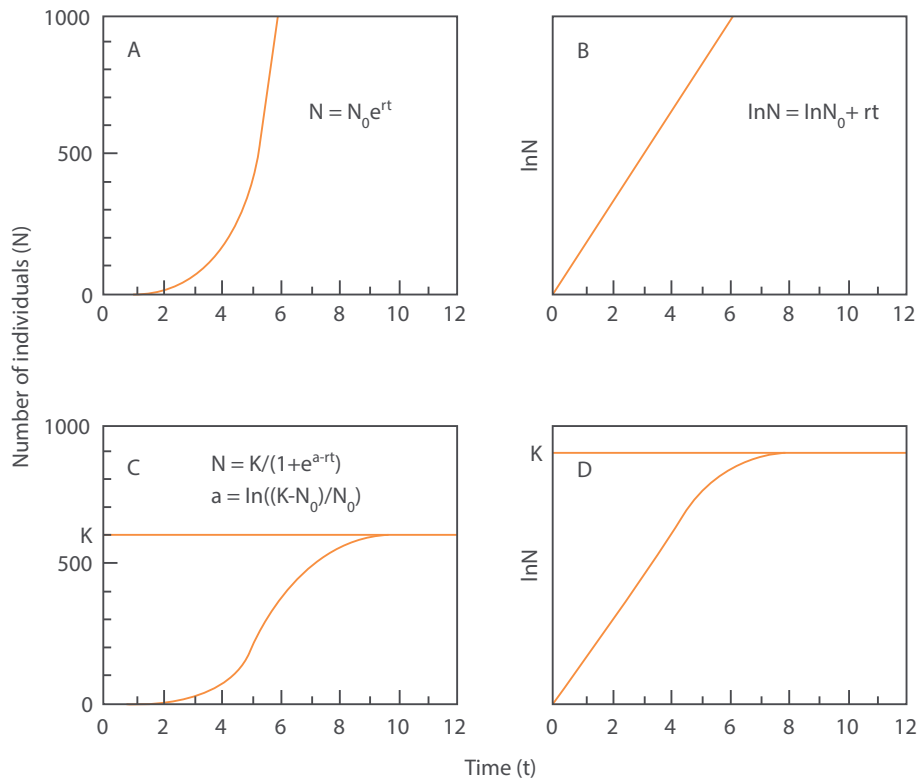 Number of individuals (N)
1000
500
0
A
N = N₀eʳᵗ
0 2 4 6 8 10 12
lnN
B
lnN = lnN₀+ rt
0 2 4 6 8 10 12
1000
K
500
0
C
N = K/(1+eᵃ⁻ʳᵗ)
a = ln((K-N₀)/N₀)
0 2 4 6 8 10 12
K
lnN
D
0 2 4 6 8 10 12
Time (t)